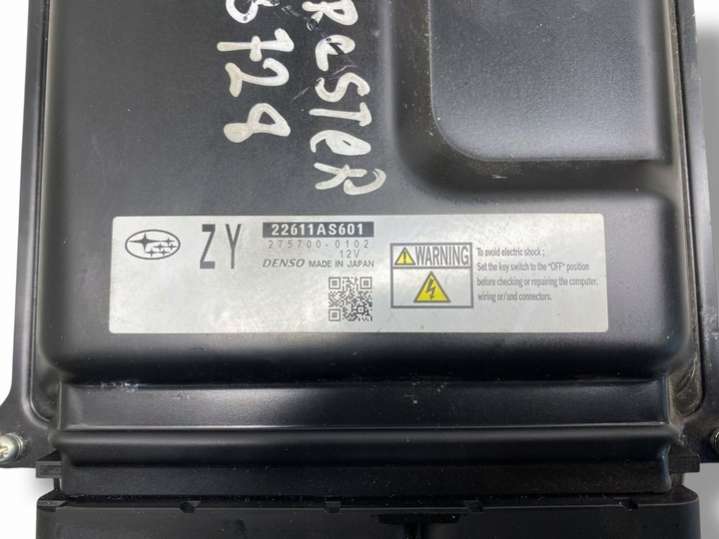 RESTER
8729
ZY
22611AS601
275700-0102
12V
DENSO MADE IN JAPAN
WARNING
To avoid electric shock ;
Set the key switch to the "OFF" position
before checking or repairing the computer,
wiring or/and connectors.